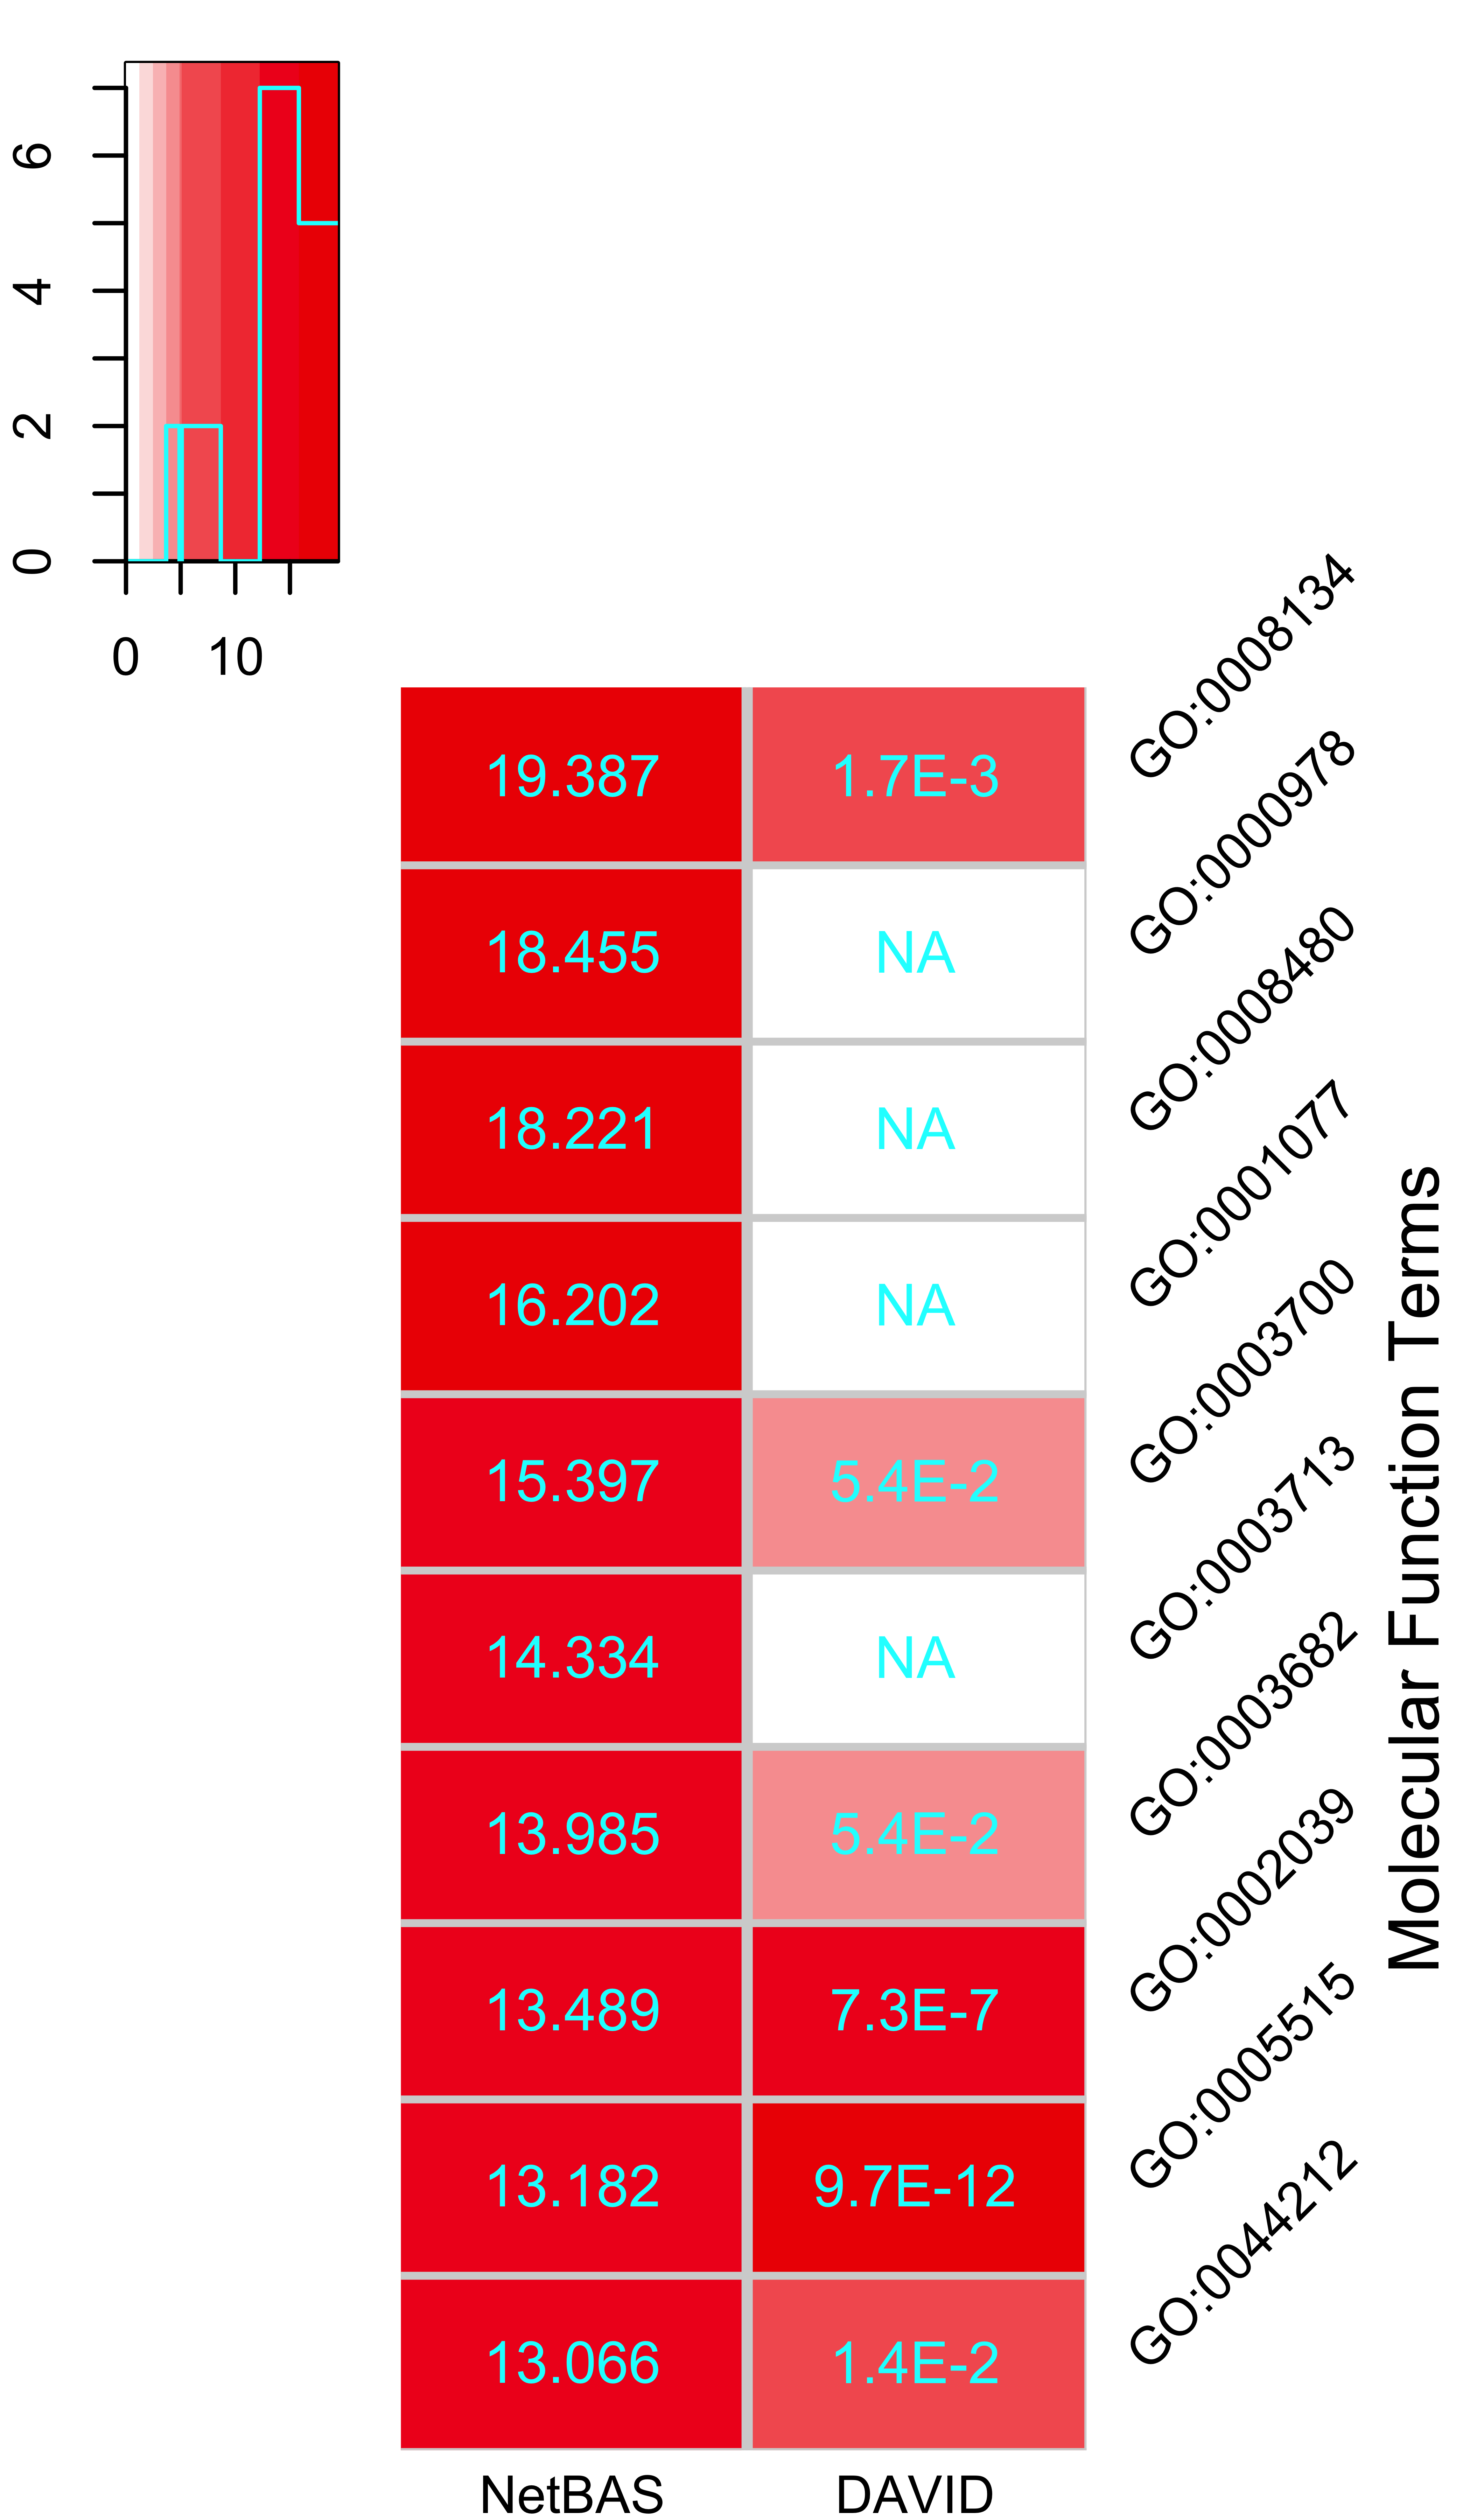 6
4
2
0
0 10
GO:0008134
19.387 1.7E-3
GO:0000978
18.455 NA
GO:0008480
18.221 NA
GO:0001077
16.202 NA
GO:0003700
15.397 5.4E-2
GO:0003713
14.334 NA
GO:0003682
13.985 5.4E-2
GO:0002039
13.489 7.3E-7
GO:0005515
13.182 9.7E-12
GO:0044212
13.066 1.4E-2
Molecular Function Terms
NetBAS DAVID